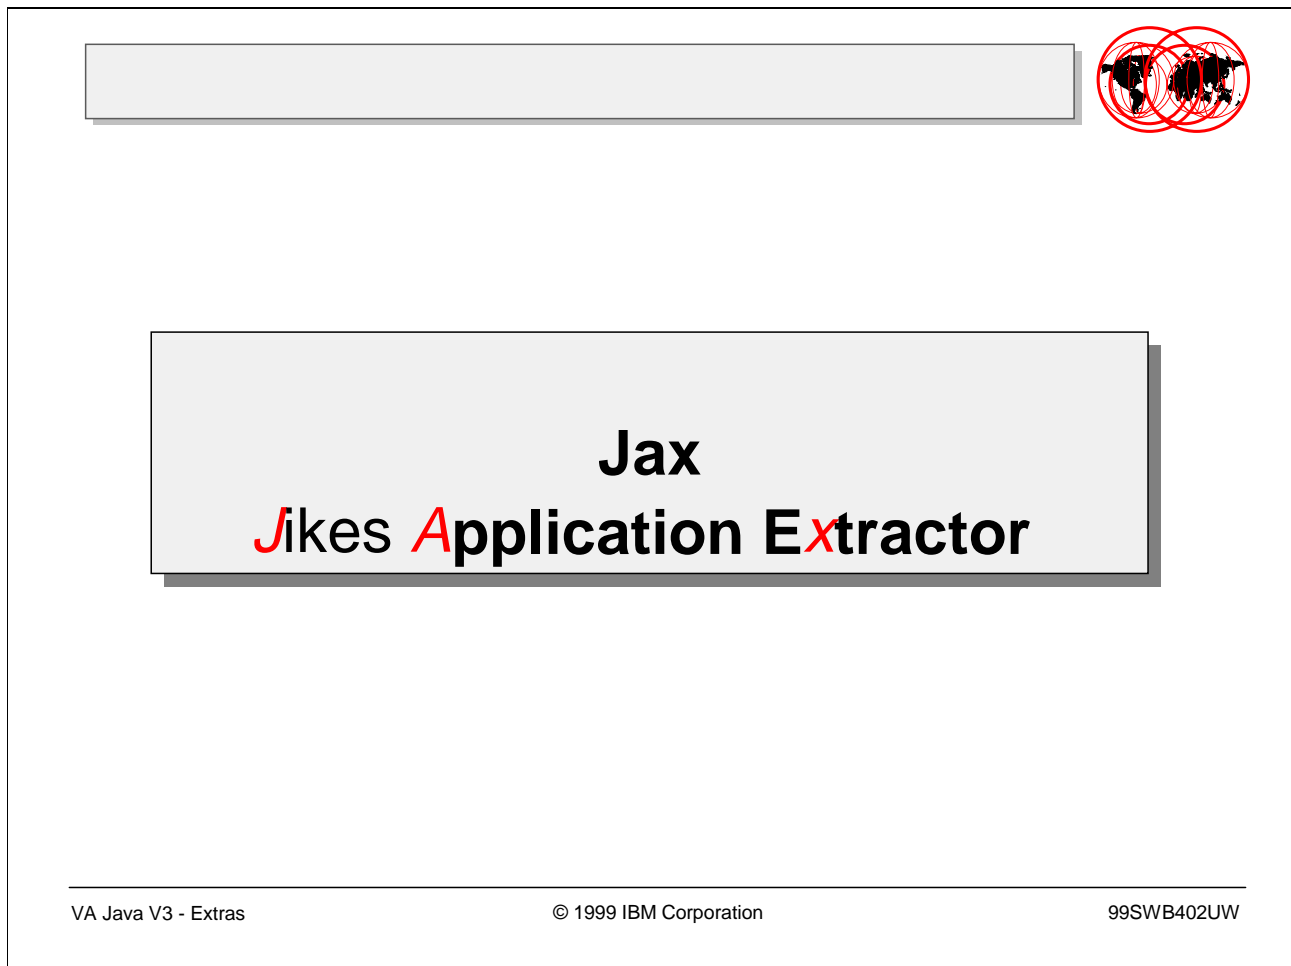 Jax
Jikes Application Extractor
VA Java V3 - Extras
© 1999 IBM Corporation
99SWB402UW